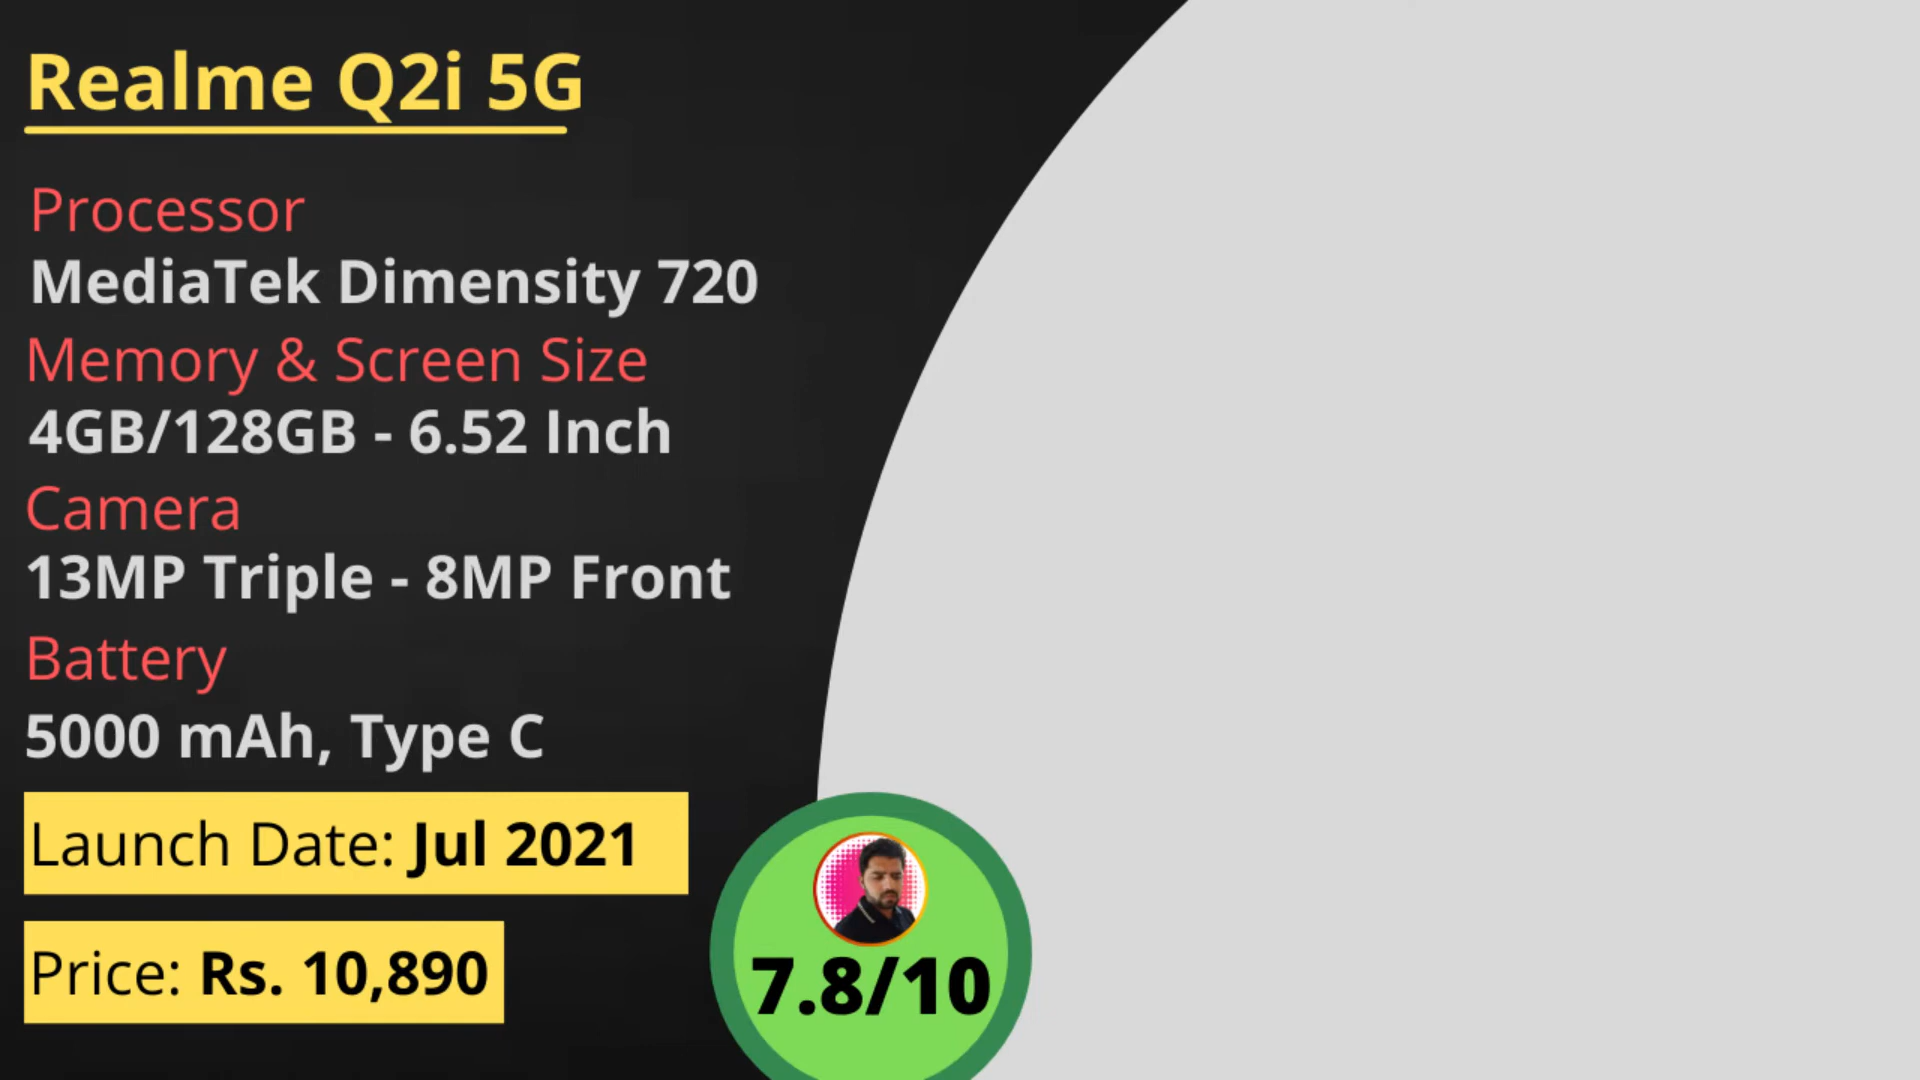 Realme Q2i 5G
Processor
MediaTek Dimensity 720
Memory & Screen Size
4GB/128GB - 6.52 Inch
Camera
13MP Triple - 8MP Front
Battery
5000 mAh, Type C
Launch Date: Jul 2021
Price: Rs. 10,890
7.8/10